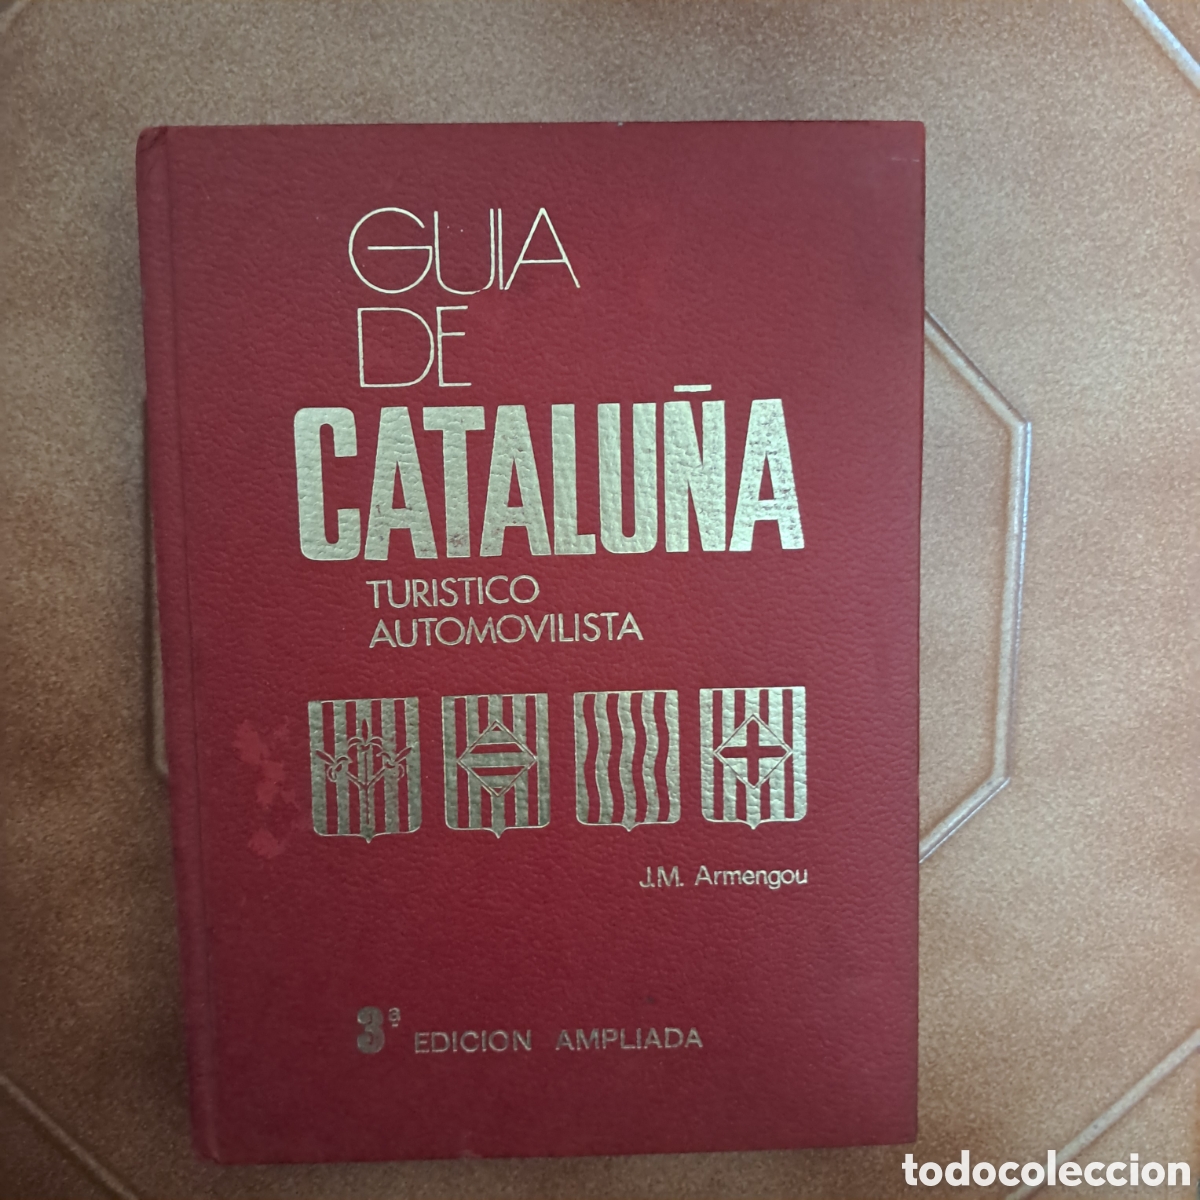 GUIA
DE
CATALUÑA
TURISTICO
AUTOMOVILISTA
J.M. Armengou
3ª EDICION AMPLIADA
todocoleccion